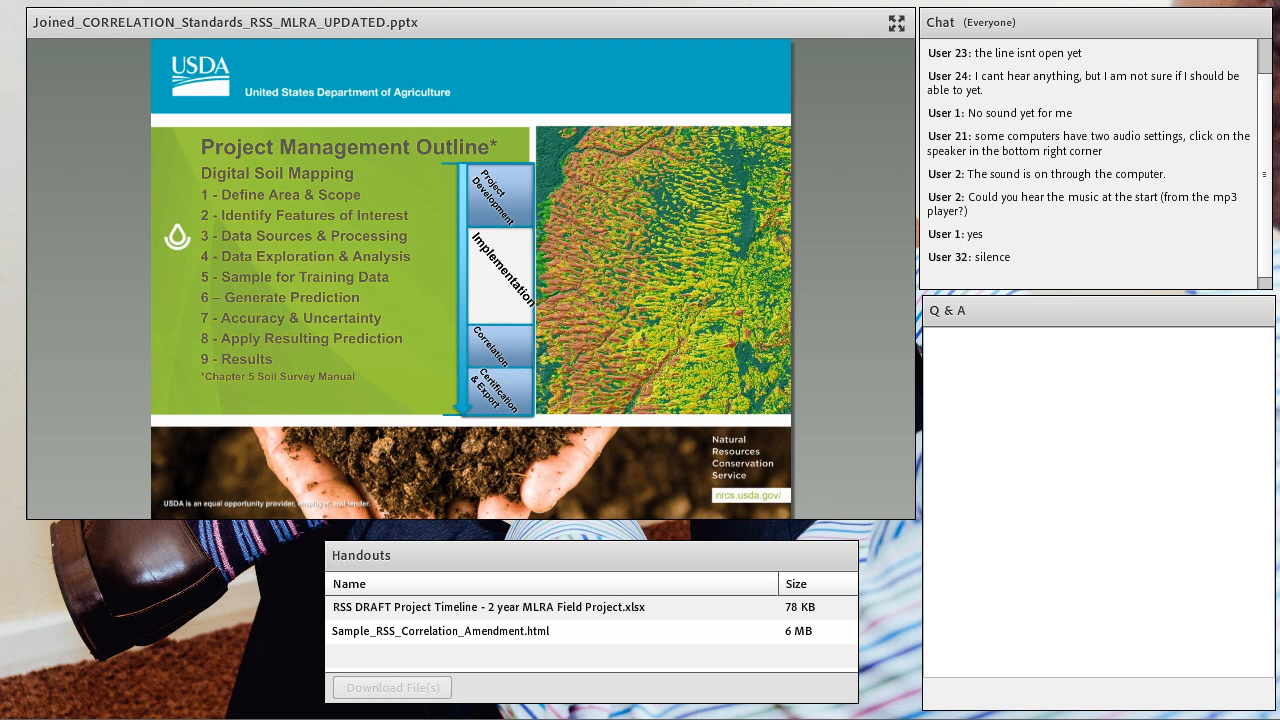 Joined_CORRELATION_Standards_RSS_MLRA_UPDATED.pptx
USDA
United States Department of Agriculture
Project Management Outline*
Digital Soil Mapping
1 - Define Area & Scope
2 - Identify Features of Interest
3 - Data Sources & Processing
4 - Data Exploration & Analysis
5 - Sample for Training Data
6 – Generate Prediction
7 - Accuracy & Uncertainty
8 - Apply Resulting Prediction
9 - Results
*Chapter 5 Soil Survey Manual
Project
Development
Implementation
Correlation
Certification
& Export
Natural
Resources
Conservation
Service
nrcs.usda.gov/
USDA is an equal opportunity provider, employer, and lender.
Chat (Everyone)
User 23: the line isnt open yet
User 24: I cant hear anything, but I am not sure if I should be
able to yet.
User 1: No sound yet for me
User 21: some computers have two audio settings, click on the
speaker in the bottom right corner
User 2: The sound is on through the computer.
User 2: Could you hear the music at the start (from the mp3
player?)
User 1: yes
User 32: silence
Q & A
Handouts
Name Size
RSS DRAFT Project Timeline - 2 year MLRA Field Project.xlsx 78 KB
Sample_RSS_Correlation_Amendment.html 6 MB
Download File(s)